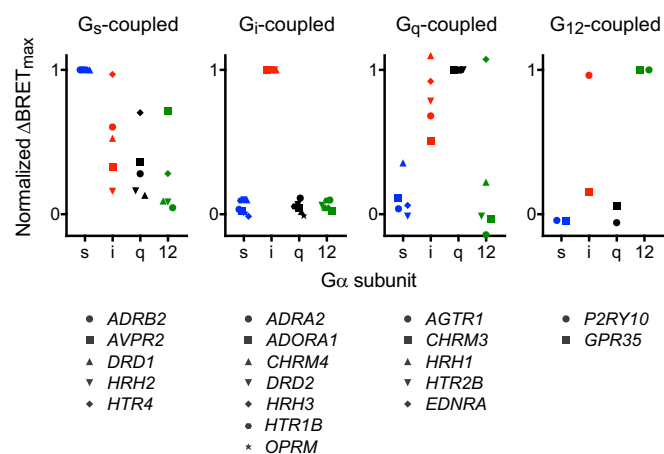 Gs-coupled Gi-coupled Gq-coupled G12-coupled
Normalized ΔBRETmax
1 1 1 1
0 0 0 0
s i q 12 s i q 12 s i q 12 s i q 12
Gα subunit
ADRB2 ADRA2 AGTR1 P2RY10
AVPR2 ADORA1 CHRM3 GPR35
DRD1 CHRM4 HRH1
HRH2 DRD2 HTR2B
HTR4 HRH3 EDNRA
HTR1B
OPRM